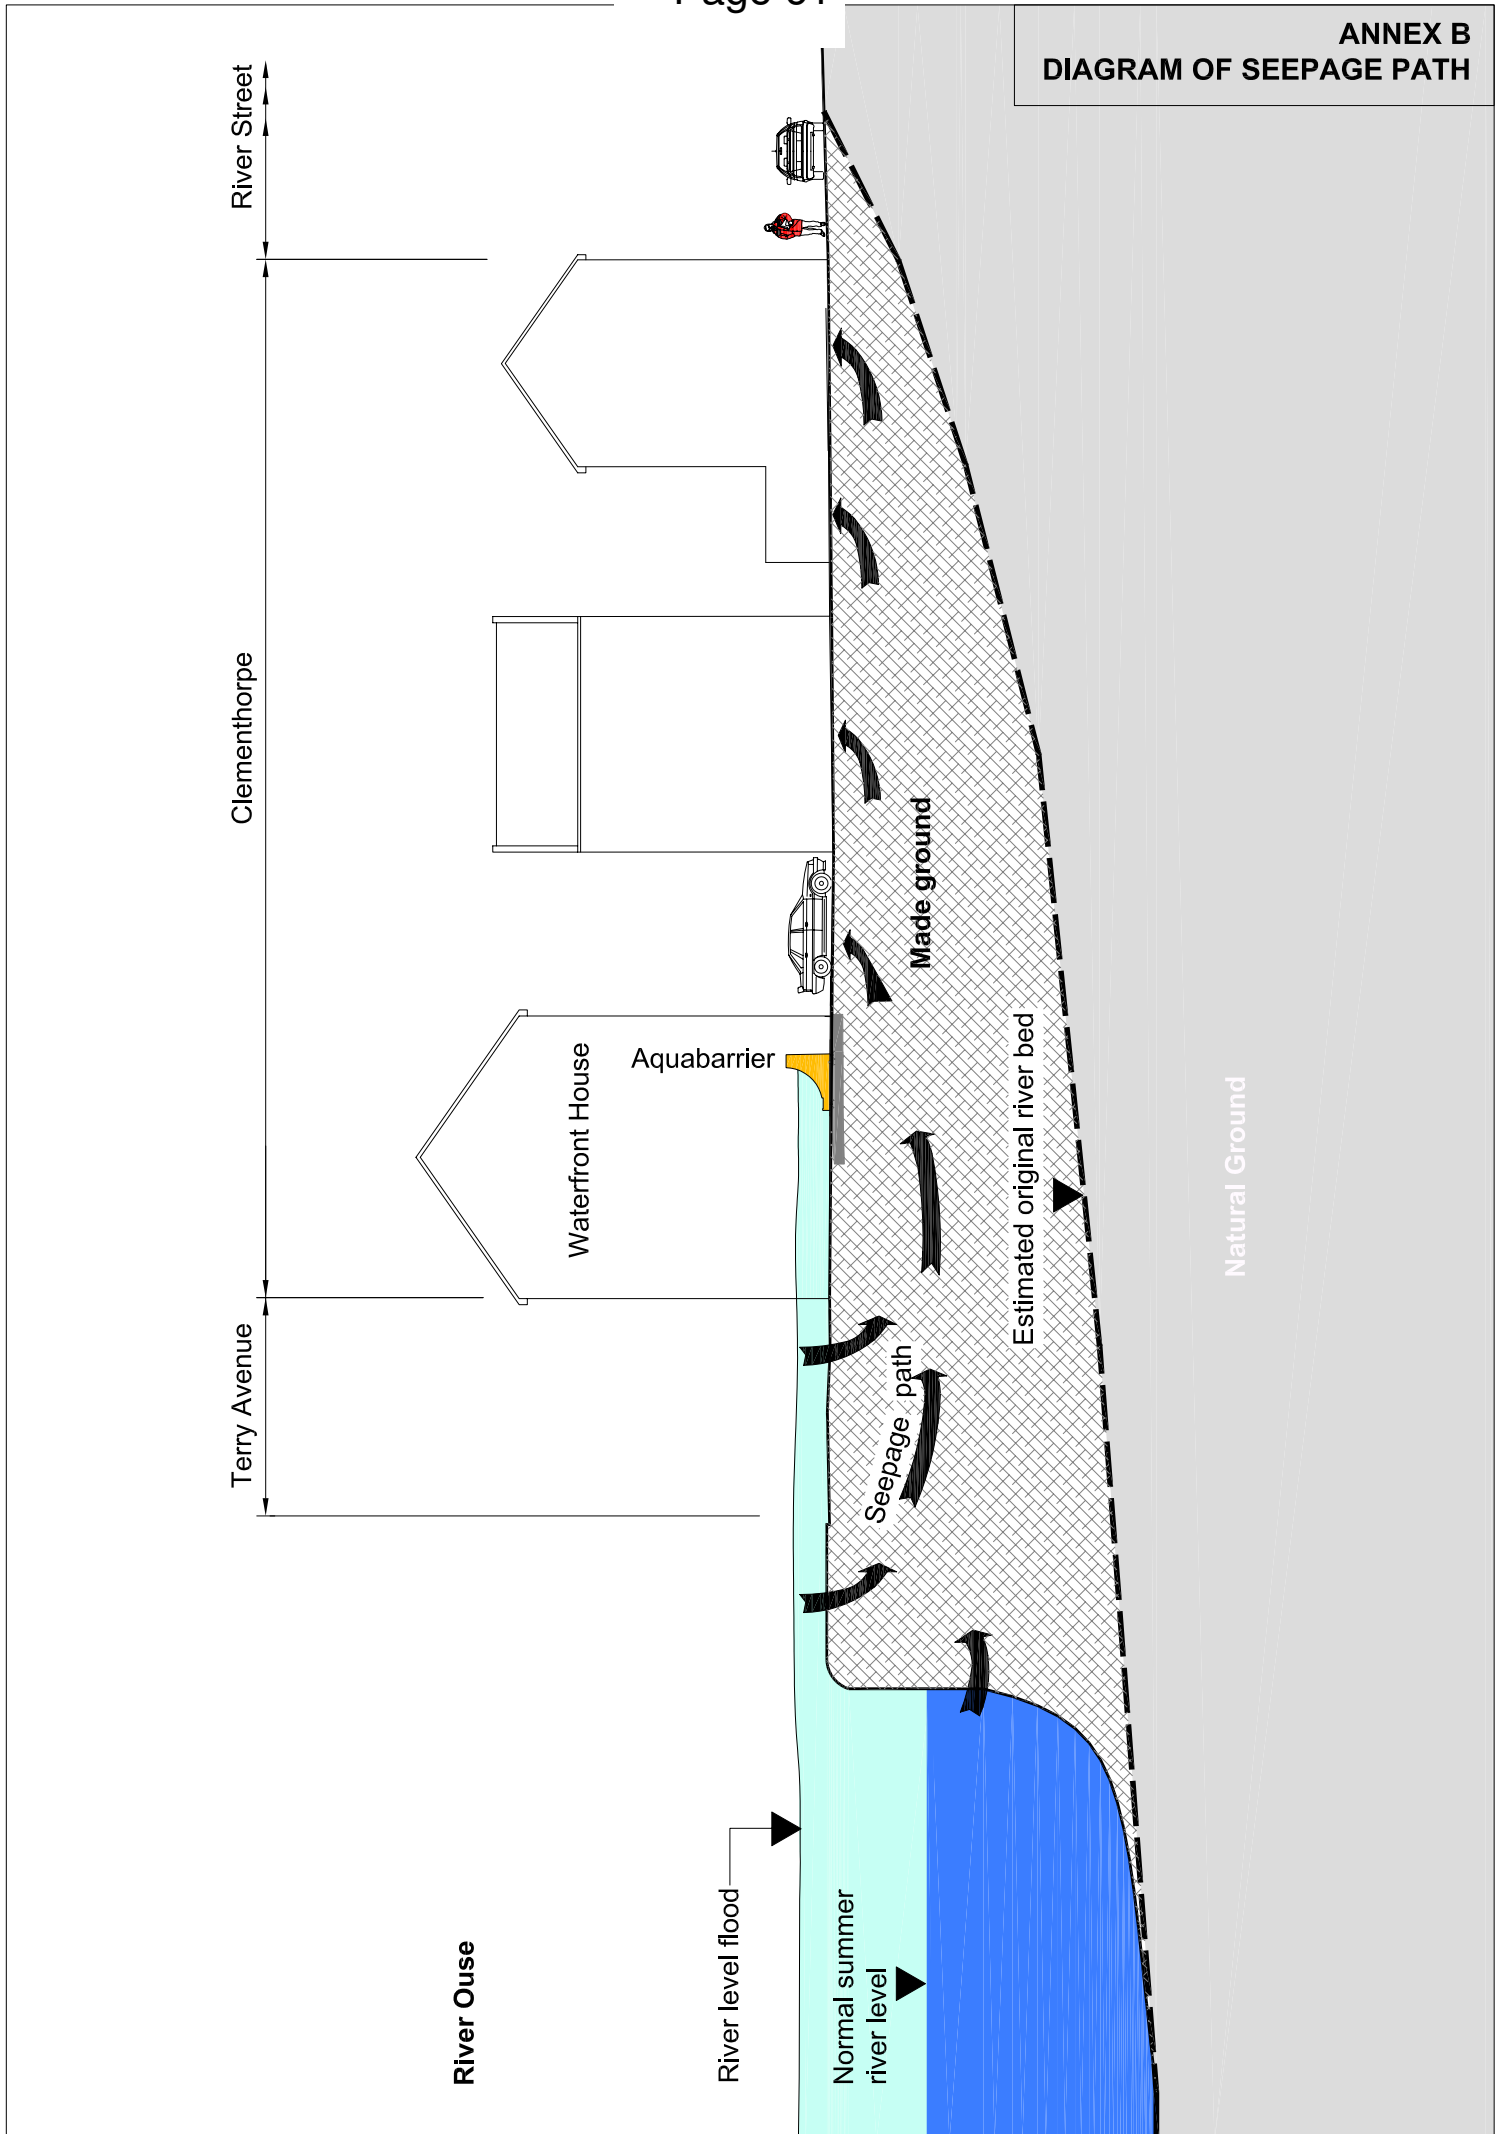 ANNEX B
DIAGRAM OF SEEPAGE PATH
River Street
Clementhorpe
Terry Avenue
Waterfront House
Aquabarrier
Made ground
Estimated original river bed
Natural Ground
Seepage path
River Ouse
River level flood
Normal summer
river level